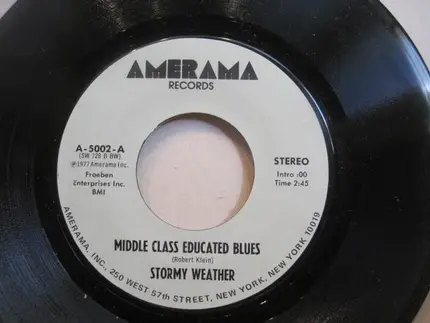 AMERAMA
RECORDS
A-5002-A
(SW 728 B BW)
℗1977 Amerama Inc.
Froeben
Enterprises Inc.
BMI
STEREO
Intro :00
Time 2:45
MIDDLE CLASS EDUCATED BLUES
(Robert Klein)
STORMY WEATHER
AMERAMA, INC., 250 WEST 57th STREET, NEW YORK, NEW YORK 10019